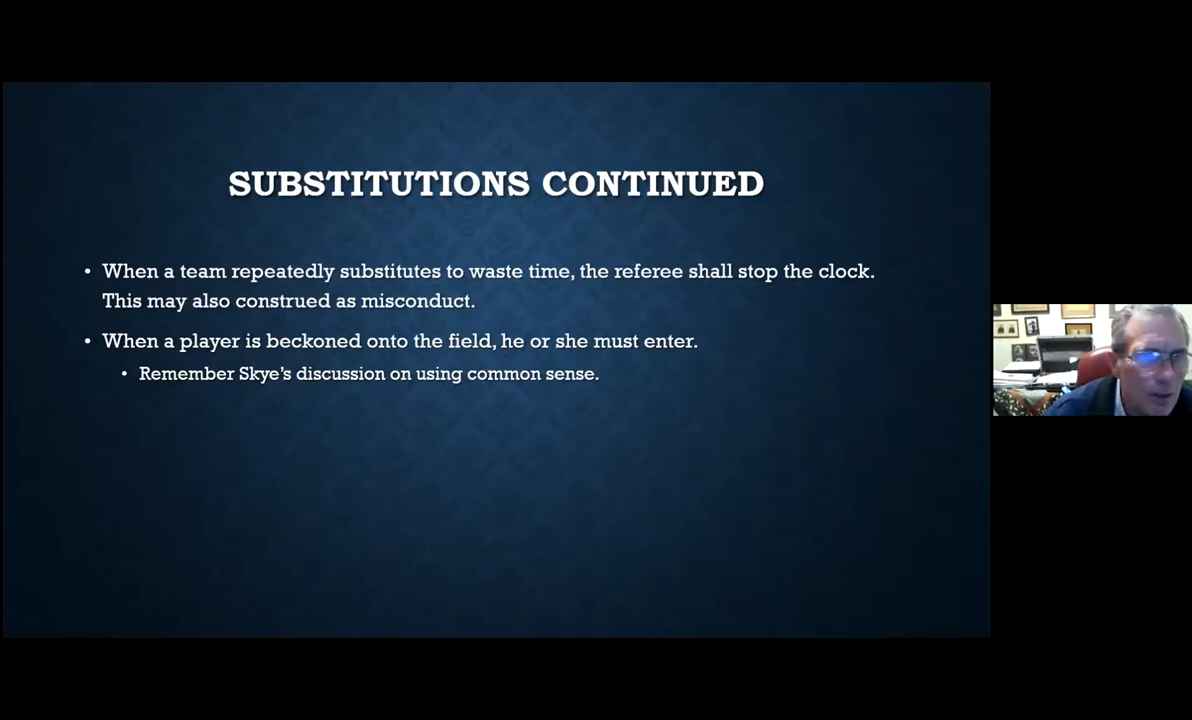 SUBSTITUTIONS CONTINUED
• When a team repeatedly substitutes to waste time, the referee shall stop the clock.
This may also construed as misconduct.
• When a player is beckoned onto the field, he or she must enter.
• Remember Skye's discussion on using common sense.